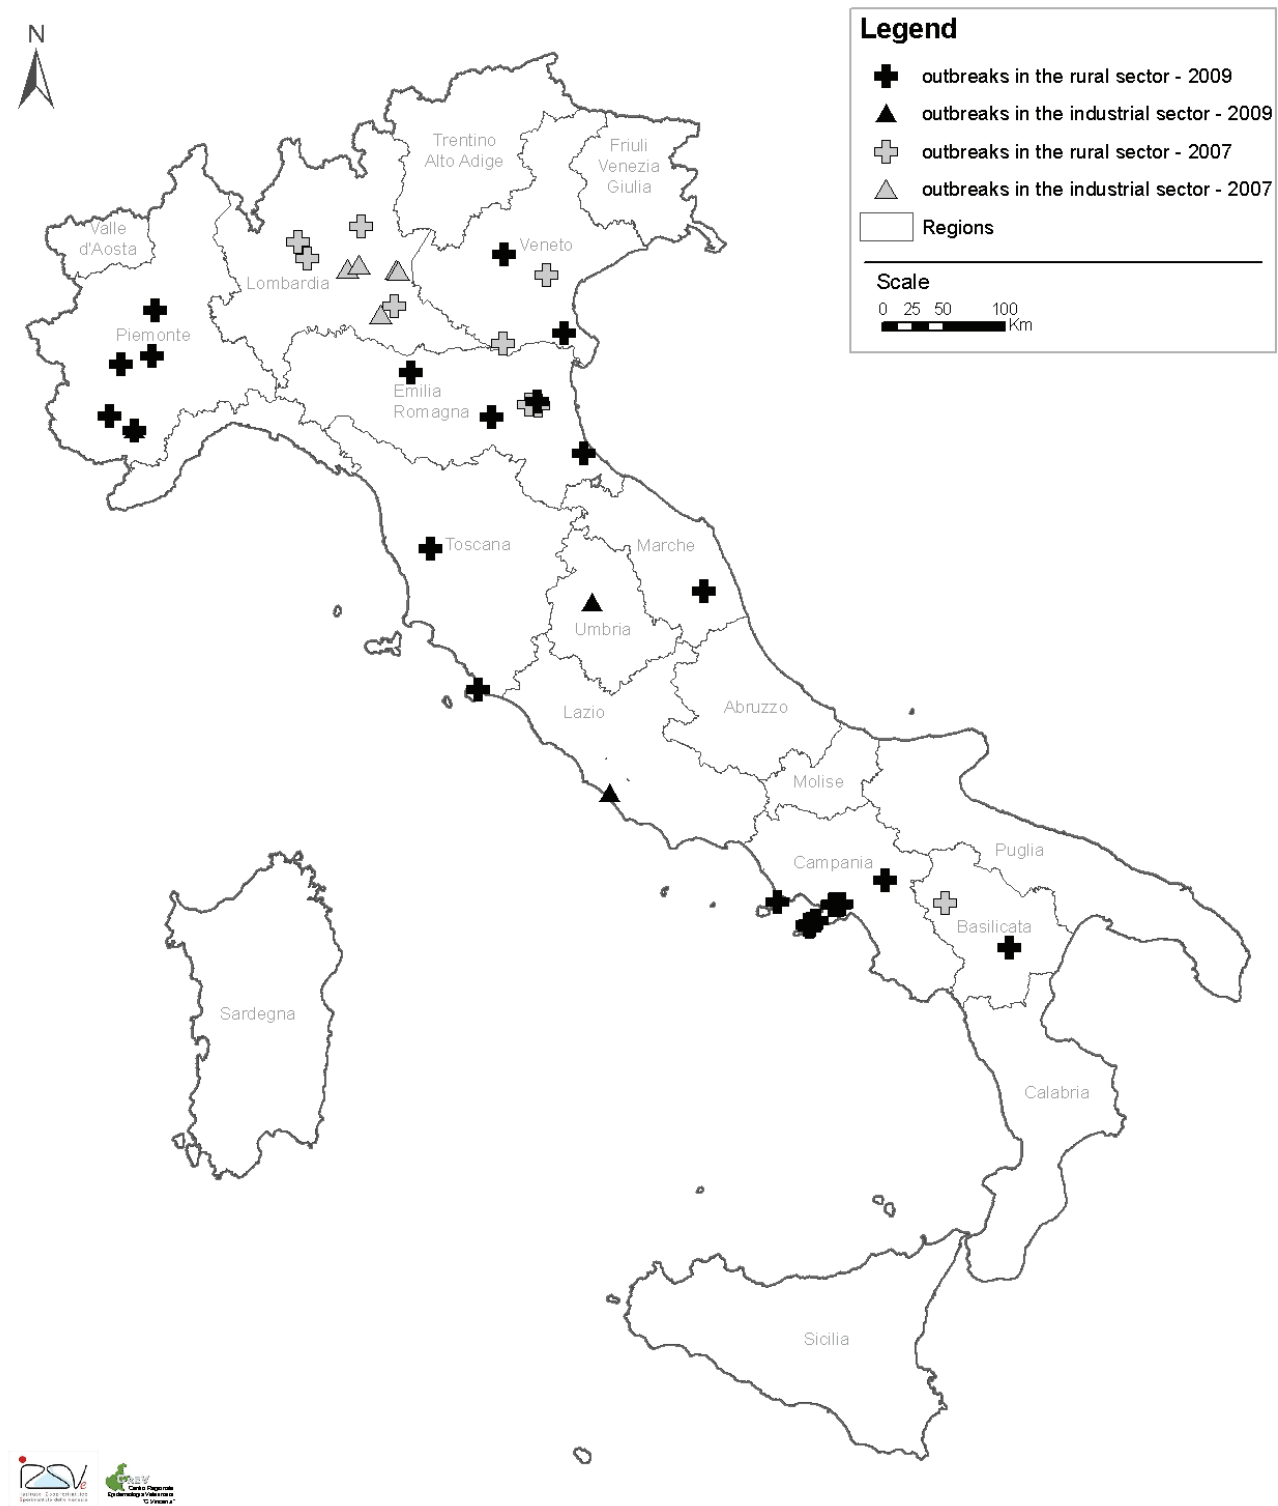 N
Legend
outbreaks in the rural sector - 2009
outbreaks in the industrial sector - 2009
outbreaks in the rural sector - 2007
outbreaks in the industrial sector - 2007
Regions
Scale
0 25 50 100
Km
Trentino
Alto Adige
Friuli
Venezia
Giulia
Valle
d'Aosta
Veneto
Lombardia
Piemonte
Emilia
Romagna
Toscana
Marche
Umbria
Lazio
Abruzzo
Molise
Campania
Puglia
Basilicata
Sardegna
Calabria
Sicilia
Centro Regionale